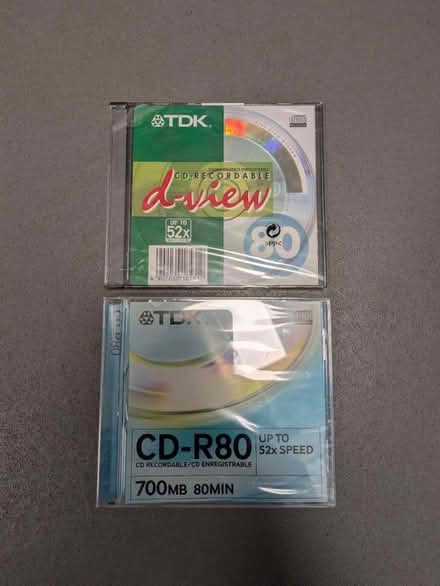 TDK
CD-RECORDABLE
d-view
UP TO
52x
80
>PP<
TDK
CD-R80
UP TO
52x SPEED
CD RECORDABLE/CD ENREGISTRABLE
700MB 80MIN